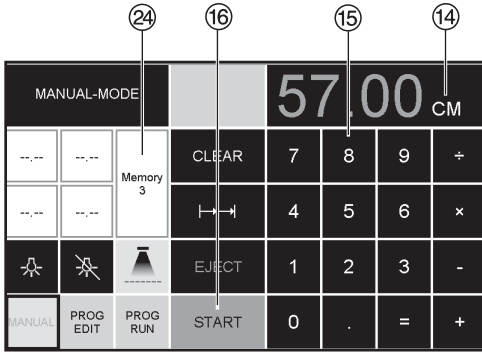 24 16 15 14
MANUAL-MODE 57.00 CM
--.-- --.-- CLEAR 7 8 9 ÷
Memory
3
--.-- --.-- 4 5 6 ×
EJECT 1 2 3 -
MANUAL PROG EDIT PROG RUN START 0 . = +